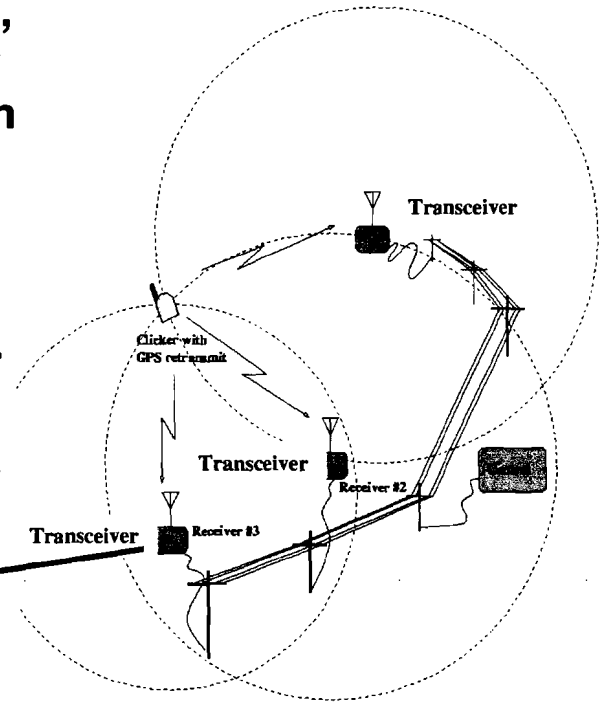 ,
n
Transceiver
Clicker with
GPS retransmit
Transceiver
Receiver #2
Transceiver
Receiver #3